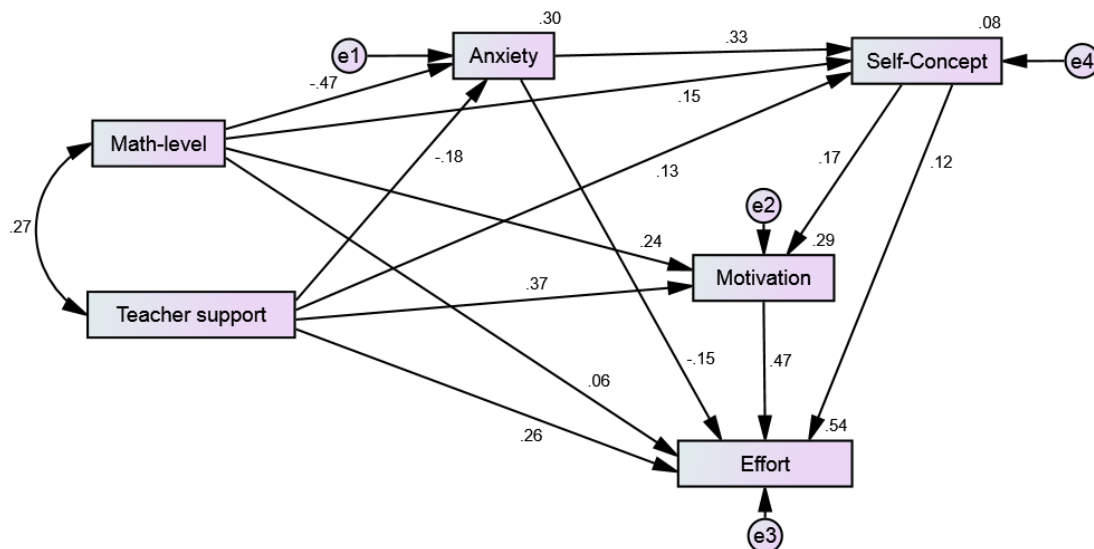 .30
.08
e1
Anxiety
.33
Self-Concept
e4
-.47
.15
Math-level
-.18
.13
.17
.12
e2
.27
.24
.29
Motivation
.37
Teacher support
-.15
.47
.06
.26
.54
Effort
e3